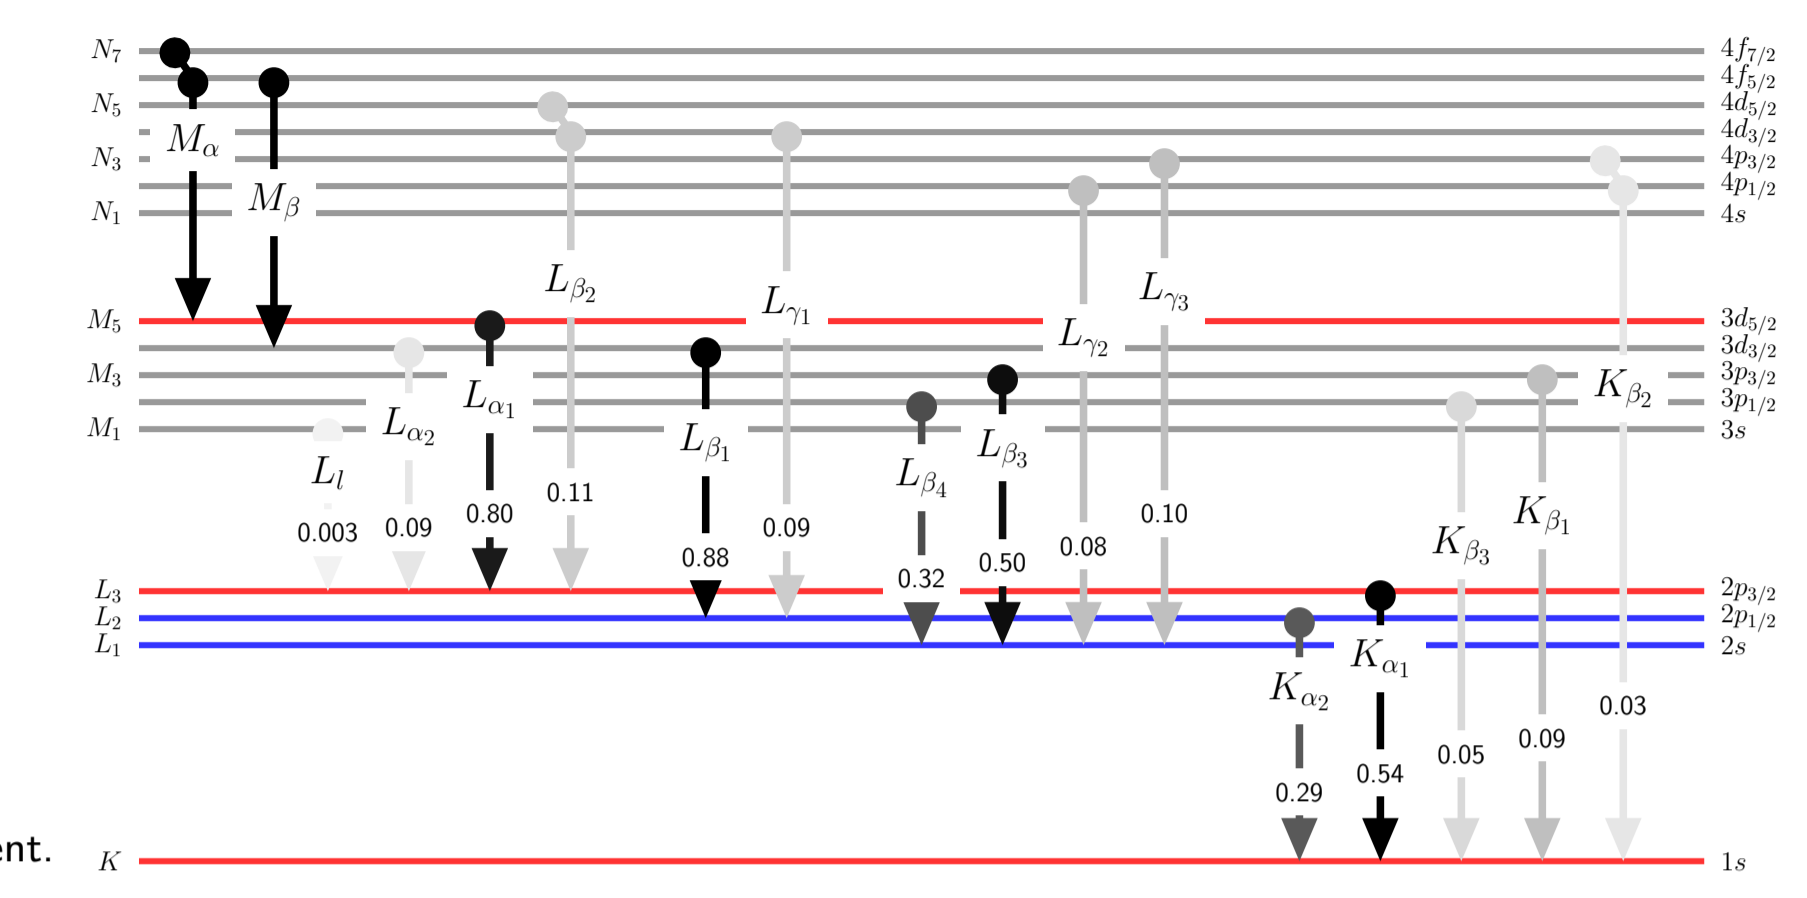 N₇ 4f₇/₂
4f₅/₂
N₅ 4d₅/₂
Mα 4d₃/₂
N₃ 4p₃/₂
4p₁/₂
Mβ
N₁ 4s
Lβ₂ Lγ₃
Lγ₁
M₅ 3d₅/₂
Lγ₂
3d₃/₂
M₃ 3p₃/₂
Kβ₂
Lα₁ 3p₁/₂
M₁ Lα₂ 3s
Lβ₁ Lβ₃
Lₗ Lβ₄
0.11
0.003 0.09 0.80 0.09 0.10 Kβ₁
0.88 0.08 Kβ₃
0.32 0.50
L₃ 2p₃/₂
L₂ 2p₁/₂
L₁ 2s
Kα₁
Kα₂
0.03
0.05 0.09
0.29 0.54
ent.
K 1s